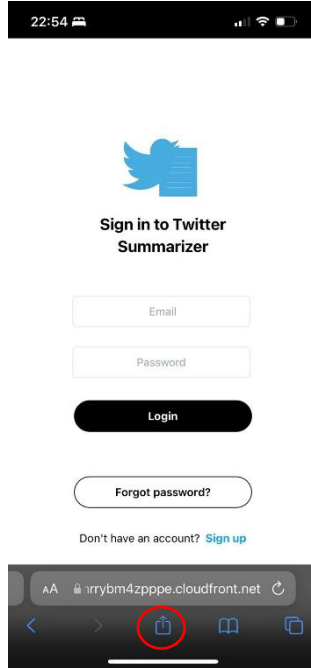 22:54
Sign in to Twitter
Summarizer
Email
Password
Login
Forgot password?
Don't have an account? Sign up
AA rrybm4zpppe.cloudfront.net